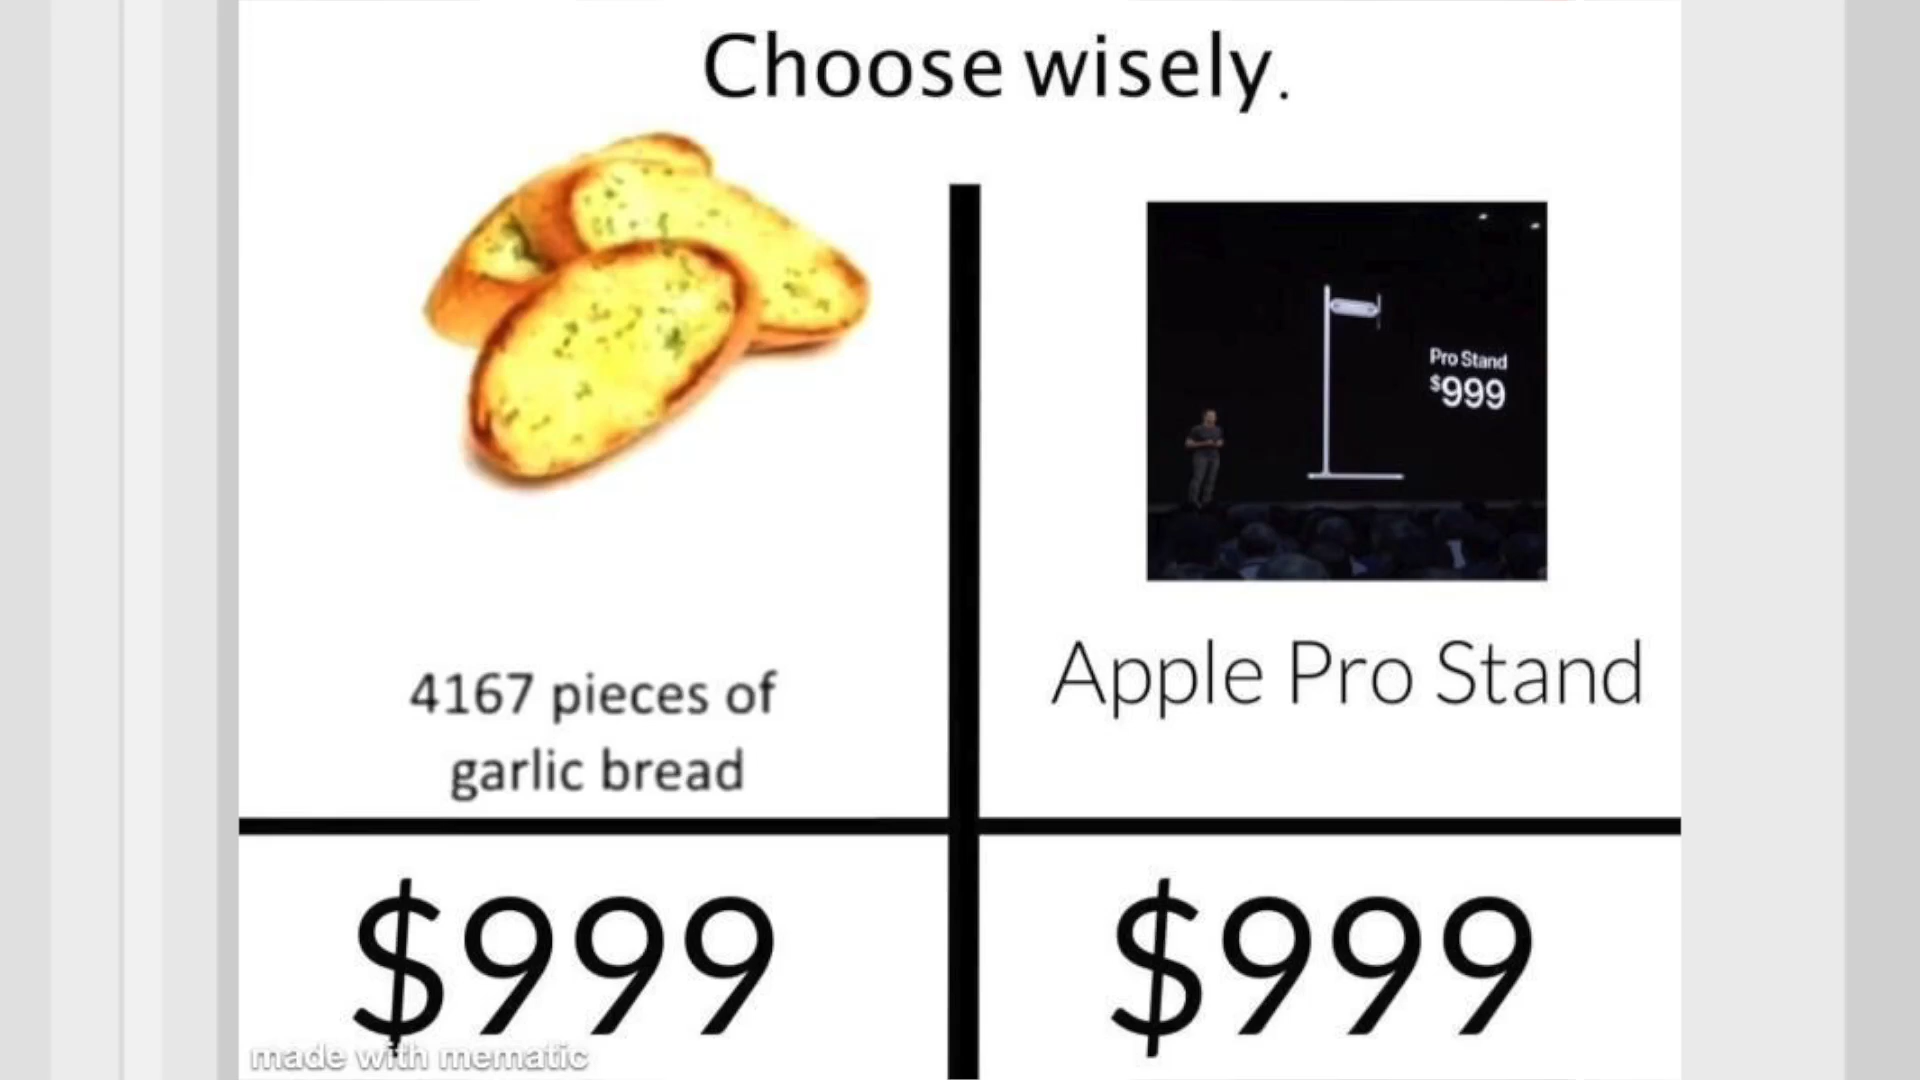 Choose wisely.
Pro Stand
$999
4167 pieces of
garlic bread
Apple Pro Stand
$999
$999
made with mematic